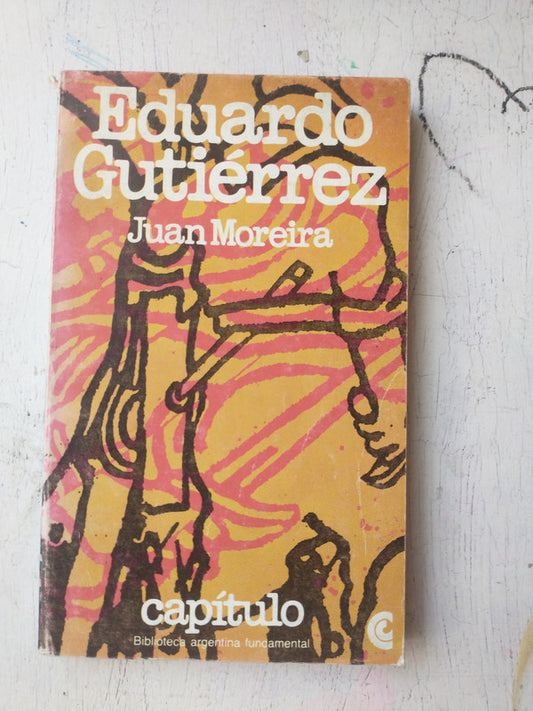 Eduardo
Gutiérrez
Juan Moreira
capítulo
Biblioteca argentina fundamental